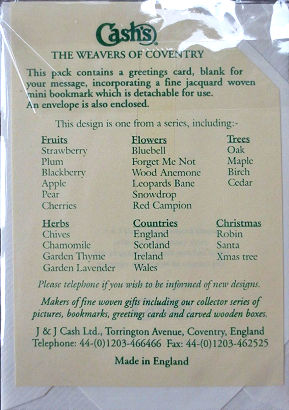 Cash's®
THE WEAVERS OF COVENTRY
This pack contains a greetings card, blank for
your message, incorporating a fine jacquard woven
mini bookmark which is detachable for use.
An envelope is also enclosed.
This design is one from a series, including:-
Fruits Flowers Trees
Strawberry Bluebell Oak
Plum Forget Me Not Maple
Blackberry Wood Anemone Birch
Apple Leopards Bane Cedar
Pear Snowdrop
Cherries Red Campion
Herbs Countries Christmas
Chives England Robin
Chamomile Scotland Santa
Garden Thyme Ireland Xmas tree
Garden Lavender Wales
Please telephone if you wish to be informed of new designs.
Makers of fine woven gifts including our collector series of
pictures, bookmarks, greetings cards and carved wooden boxes.
J & J Cash Ltd., Torrington Avenue, Coventry, England
Telephone: 44-(0)1203-466466 Fax: 44-(0)1203-462525
Made in England